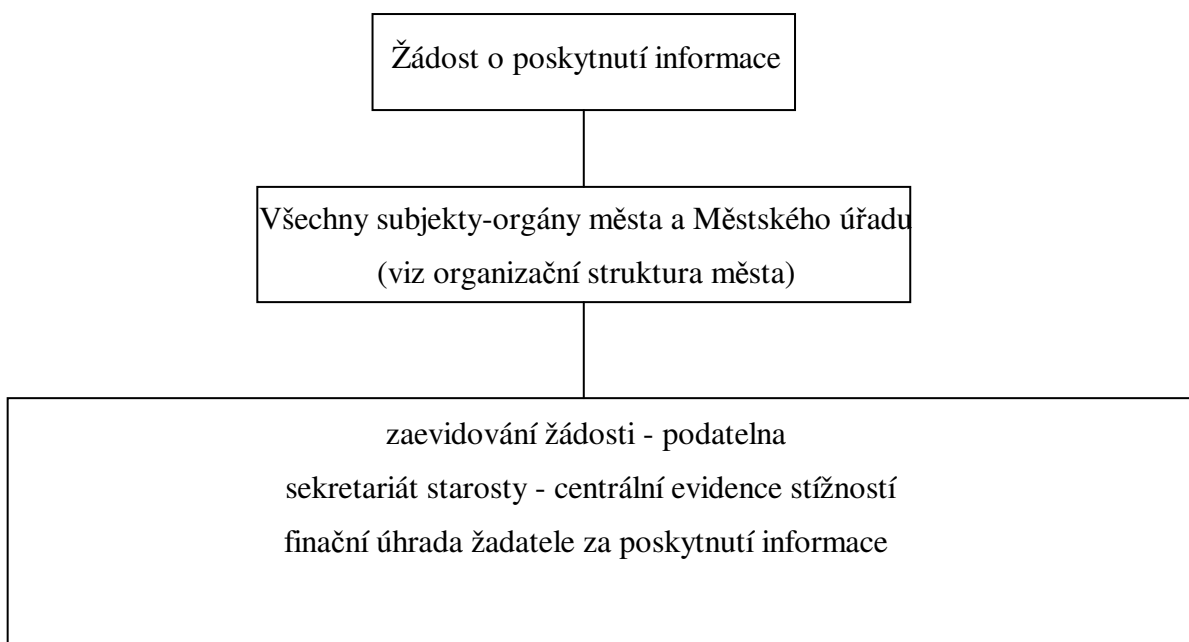 Žádost o poskytnutí informace
Všechny subjekty-orgány města a Městského úřadu
(viz organizační struktura města)
zaevidování žádosti - podatelna
sekretariát starosty - centrální evidence stížností
finační úhrada žadatele za poskytnutí informace